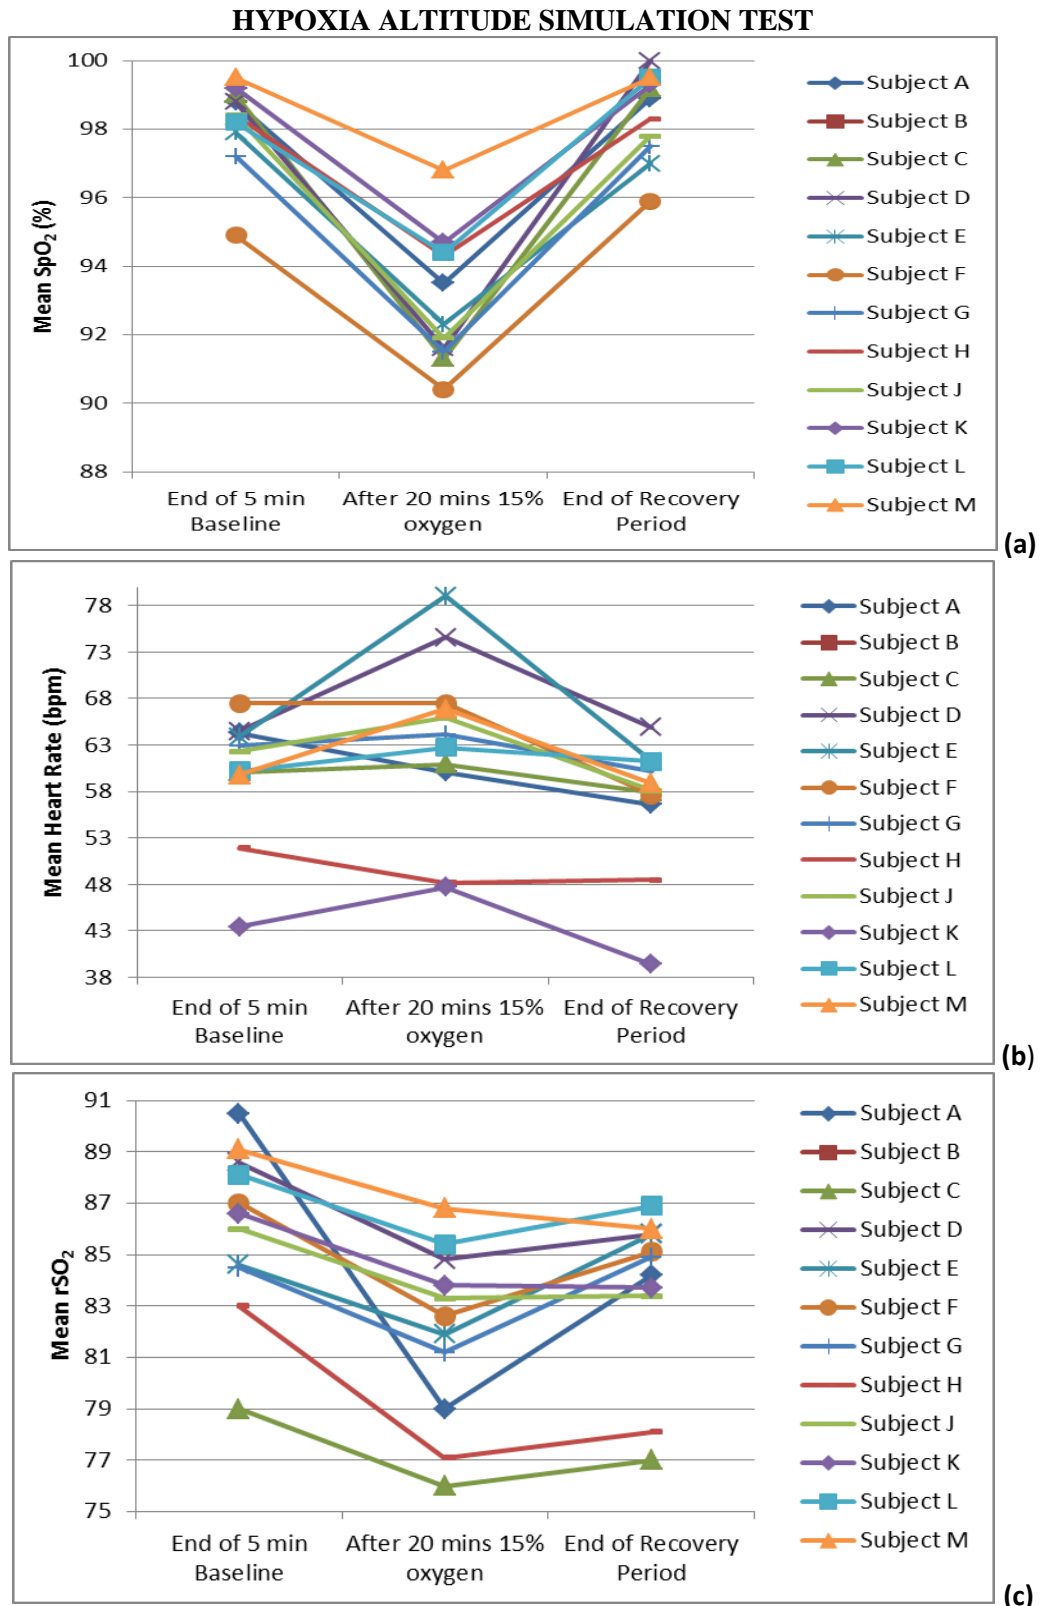 HYPOXIA ALTITUDE SIMULATION TEST
Mean SpO₂ (%)
100
98
96
94
92
90
88
End of 5 min
Baseline
After 20 mins 15%
oxygen
End of Recovery
Period
Subject A
Subject B
Subject C
Subject D
Subject E
Subject F
Subject G
Subject H
Subject J
Subject K
Subject L
Subject M
(a)
Mean Heart Rate (bpm)
78
73
68
63
58
53
48
43
38
End of 5 min
Baseline
After 20 mins 15%
oxygen
End of Recovery
Period
Subject A
Subject B
Subject C
Subject D
Subject E
Subject F
Subject G
Subject H
Subject J
Subject K
Subject L
Subject M
(b)
Mean rSO₂
91
89
87
85
83
81
79
77
75
End of 5 min
Baseline
After 20 mins 15%
oxygen
End of Recovery
Period
Subject A
Subject B
Subject C
Subject D
Subject E
Subject F
Subject G
Subject H
Subject J
Subject K
Subject L
Subject M
(c)